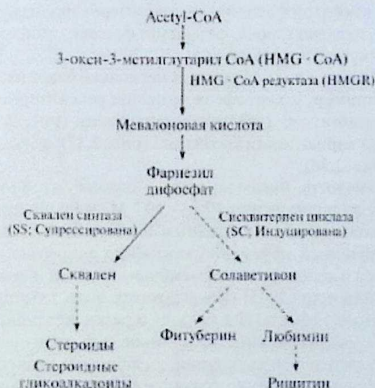 Acetyl-CoA
3-окси-3-метилглутарил CoA (HMG · CoA)
HMG · CoA редуктаза (HMGR)
Мевалоновая кислота
Фарнезил
дифосфат
Сквален синтаза
(SS; Супрессирована)
Сисквитерпен циклаза
(SC; Индуцирована)
Сквален
Солаветивон
Фитуберин
Любимин
Стероиды
Стероидные
гликоалкалоиды
Ришитин